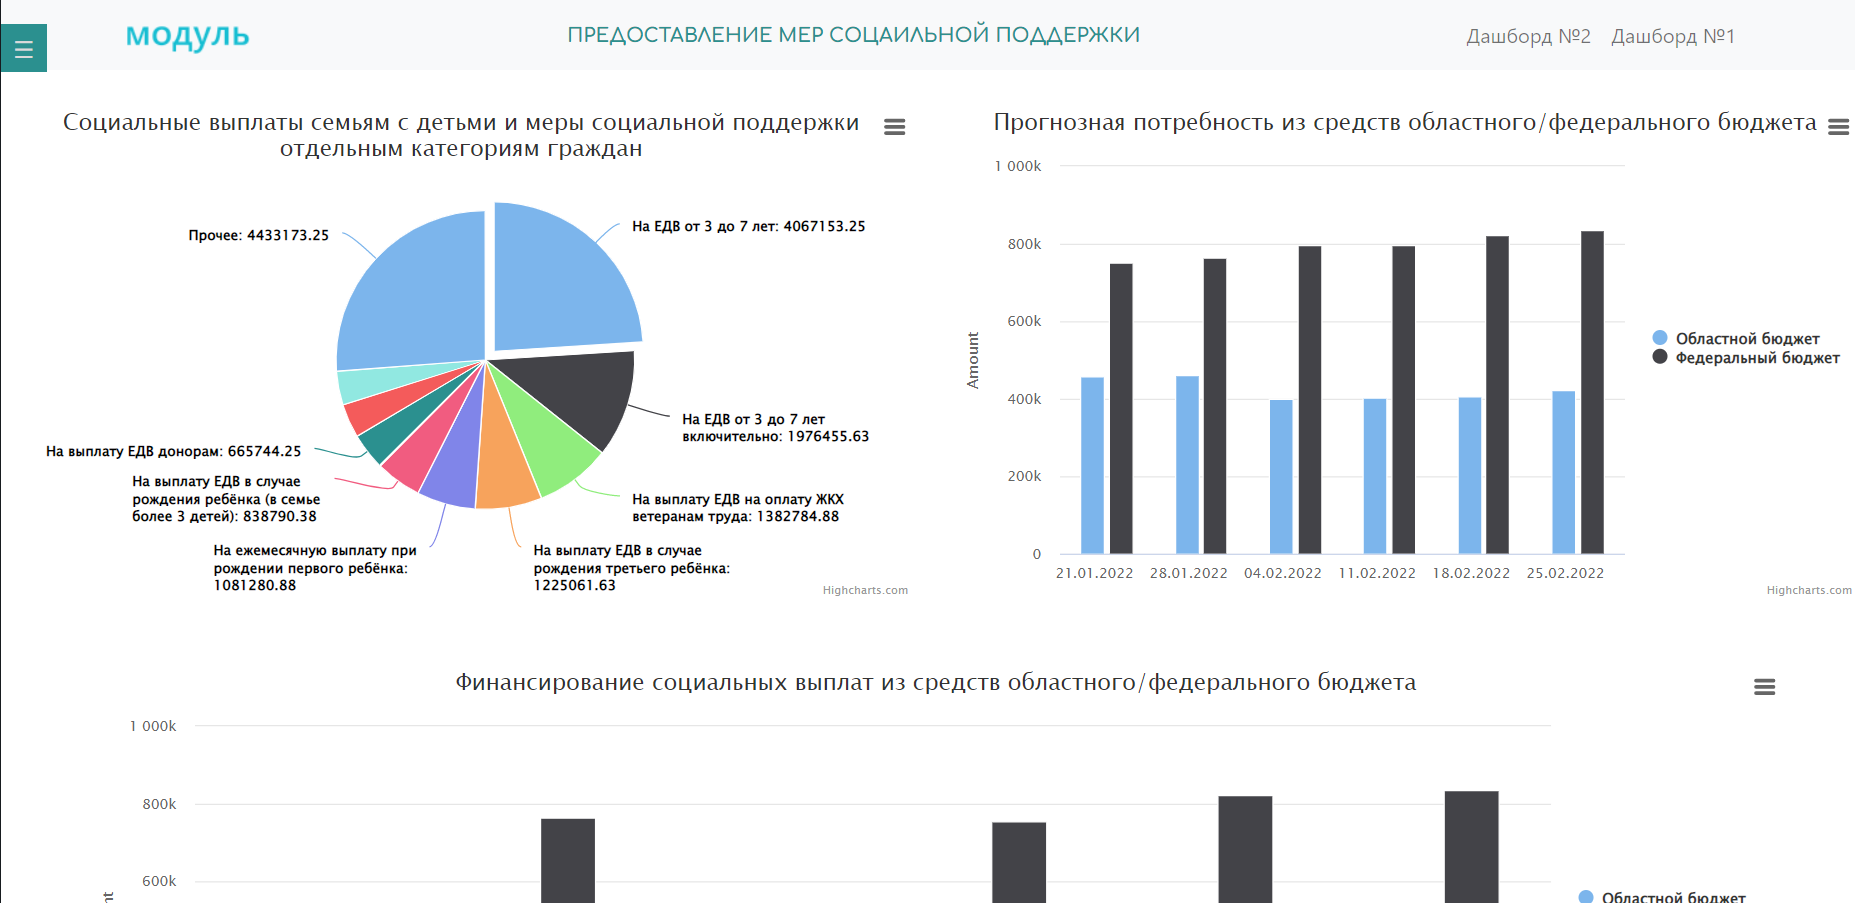 модуль
ПРЕДОСТАВЛЕНИЕ МЕР СОЦАИЛЬНОЙ ПОДДЕРЖКИ
Дашборд №2 Дашборд №1
Социальные выплаты семьям с детьми и меры социальной поддержки
отдельным категориям граждан
Прочее: 4433173.25
На ЕДВ от 3 до 7 лет: 4067153.25
На ЕДВ от 3 до 7 лет
включительно: 1976455.63
На выплату ЕДВ донорам: 665744.25
На выплату ЕДВ в случае
рождения ребёнка (в семье
более 3 детей): 838790.38
На выплату ЕДВ на оплату ЖКХ
ветеранам труда: 1382784.88
На ежемесячную выплату при
рождении первого ребёнка:
1081280.88
На выплату ЕДВ в случае
рождения третьего ребёнка:
1225061.63
Highcharts.com
Прогнозная потребность из средств областного/федерального бюджета
1 000k
800k
600k
400k
200k
0
Amount
21.01.2022 28.01.2022 04.02.2022 11.02.2022 18.02.2022 25.02.2022
Областной бюджет
Федеральный бюджет
Highcharts.com
Финансирование социальных выплат из средств областного/федерального бюджета
1 000k
800k
600k
Областной бюджет